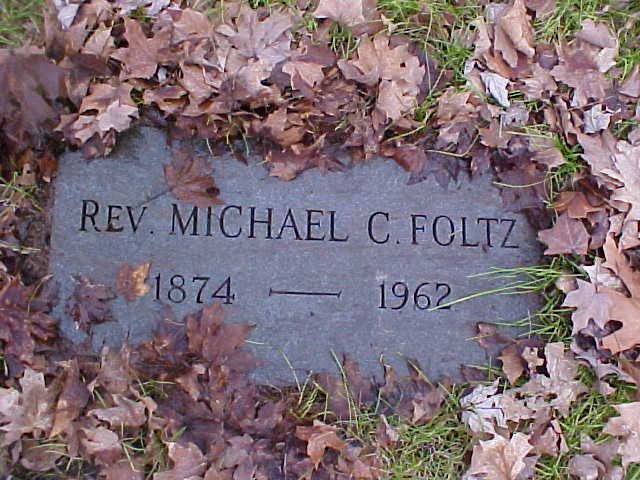 REV. MICHAEL C. FOLTZ
1874 — 1962